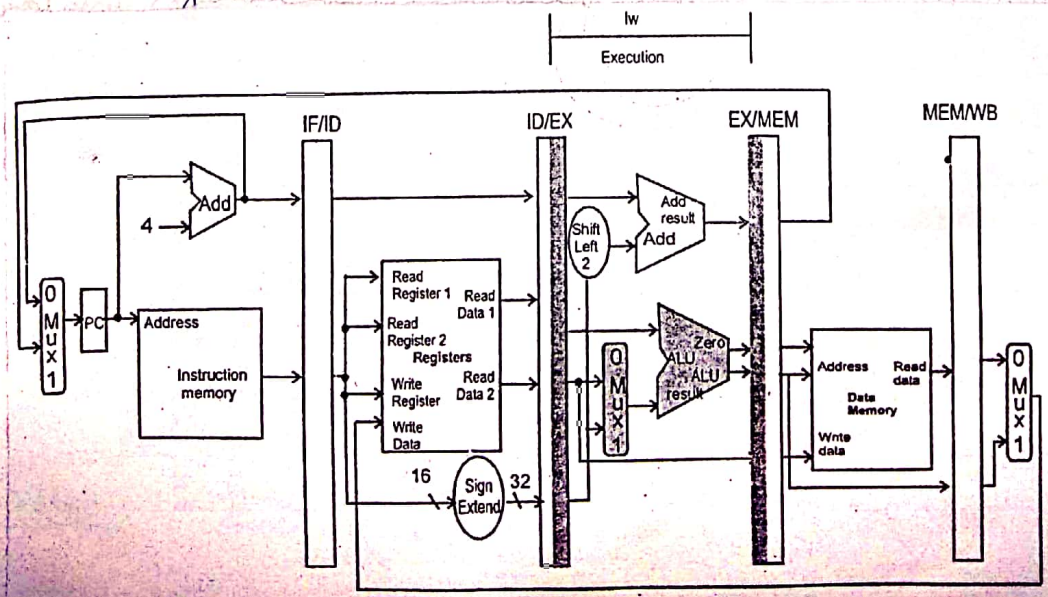 lw
Execution
IF/ID
ID/EX
EX/MEM
MEM/WB
Add
4
Shift
Left
2
Add
result
Add
0
Mux
1
PC
Address
Instruction
memory
Read
Register 1
Read
Data 1
Read
Register 2
Registers
Write
Register
Read
Data 2
Write
Data
16
Sign
Extend
32
0
Mux
1
Zero
ALU
ALU
result
Address
Read
data
Data
Memory
Write
data
0
Mux
1